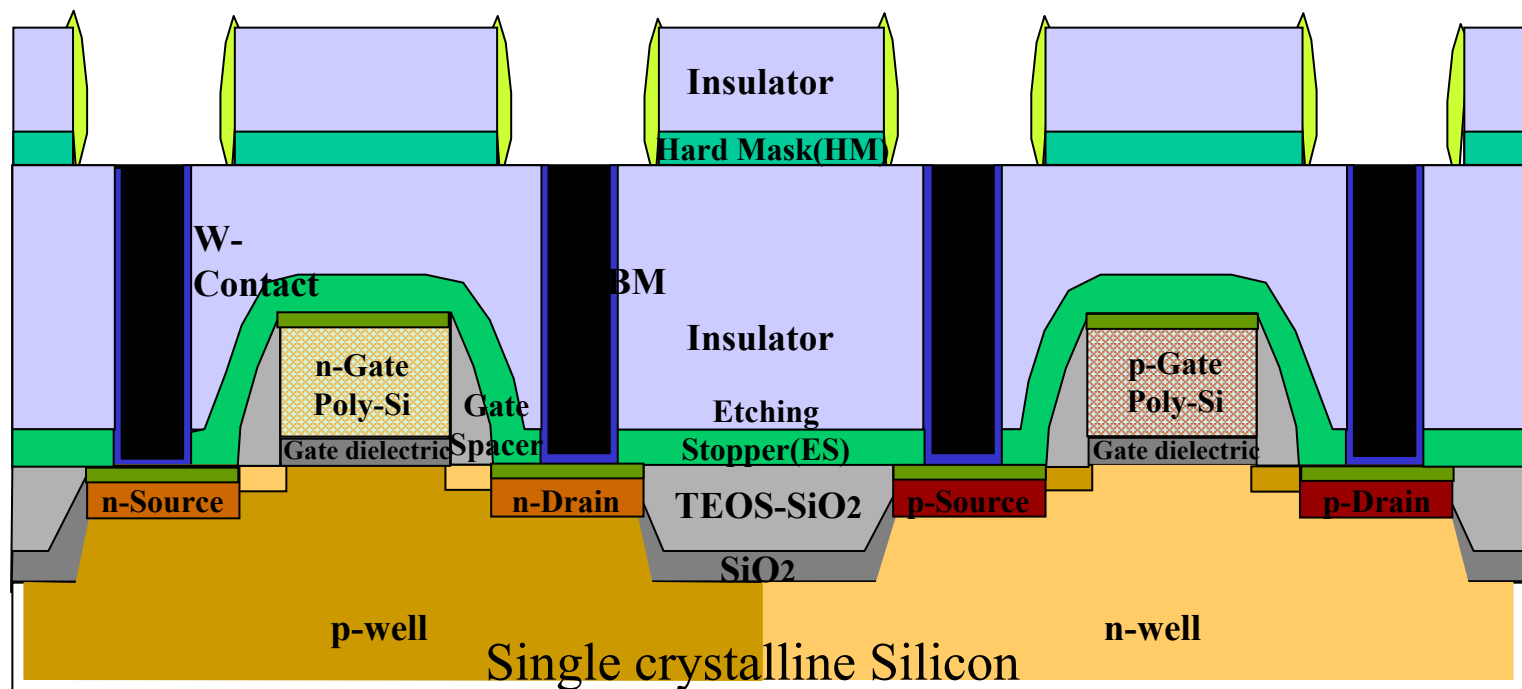 Insulator
Hard Mask(HM)
W-
Contact
BM
Insulator
n-Gate
Poly-Si
p-Gate
Poly-Si
Gate
Spacer
Etching
Stopper(ES)
Gate dielectric
Gate dielectric
n-Source
n-Drain
TEOS-SiO2
p-Source
p-Drain
SiO2
p-well
n-well
Single crystalline Silicon